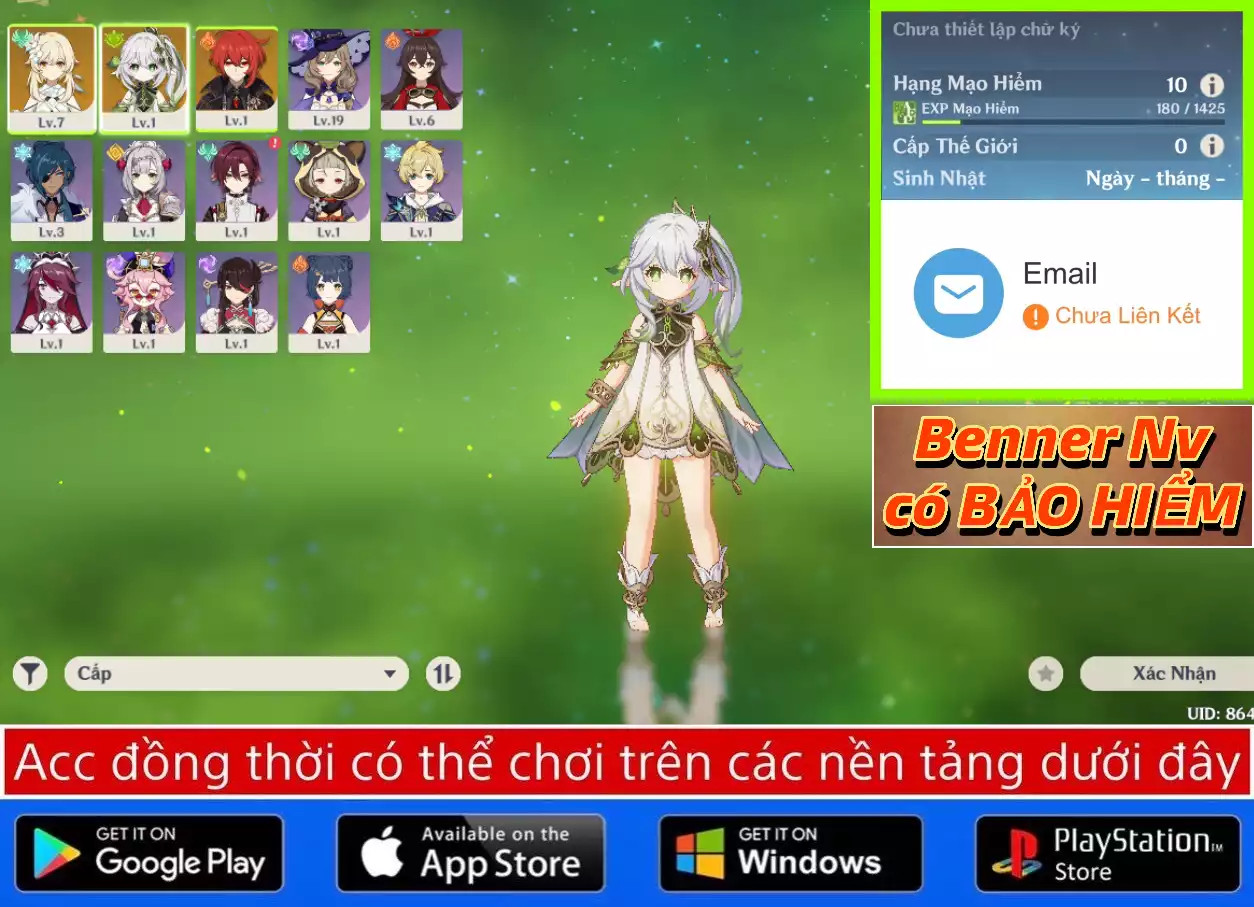 Lv.7
Lv.1
Lv.1
Lv.19
Lv.6
Lv.3
Lv.1
Lv.1
Lv.1
Lv.1
Lv.1
Lv.1
Lv.1
Lv.1
Chưa thiết lập chữ ký
Hạng Mạo Hiểm 10
EXP Mạo Hiểm 180 / 1425
Cấp Thế Giới 0
Sinh Nhật Ngày - tháng -
Email
Chưa Liên Kết
Benner Nv
có BẢO HIỂM
Cấp
Xác Nhận
UID: 864
Acc đồng thời có thể chơi trên các nền tảng dưới đây
GET IT ON
Google Play
Available on the
App Store
GET IT ON
Windows
PlayStation™
Store